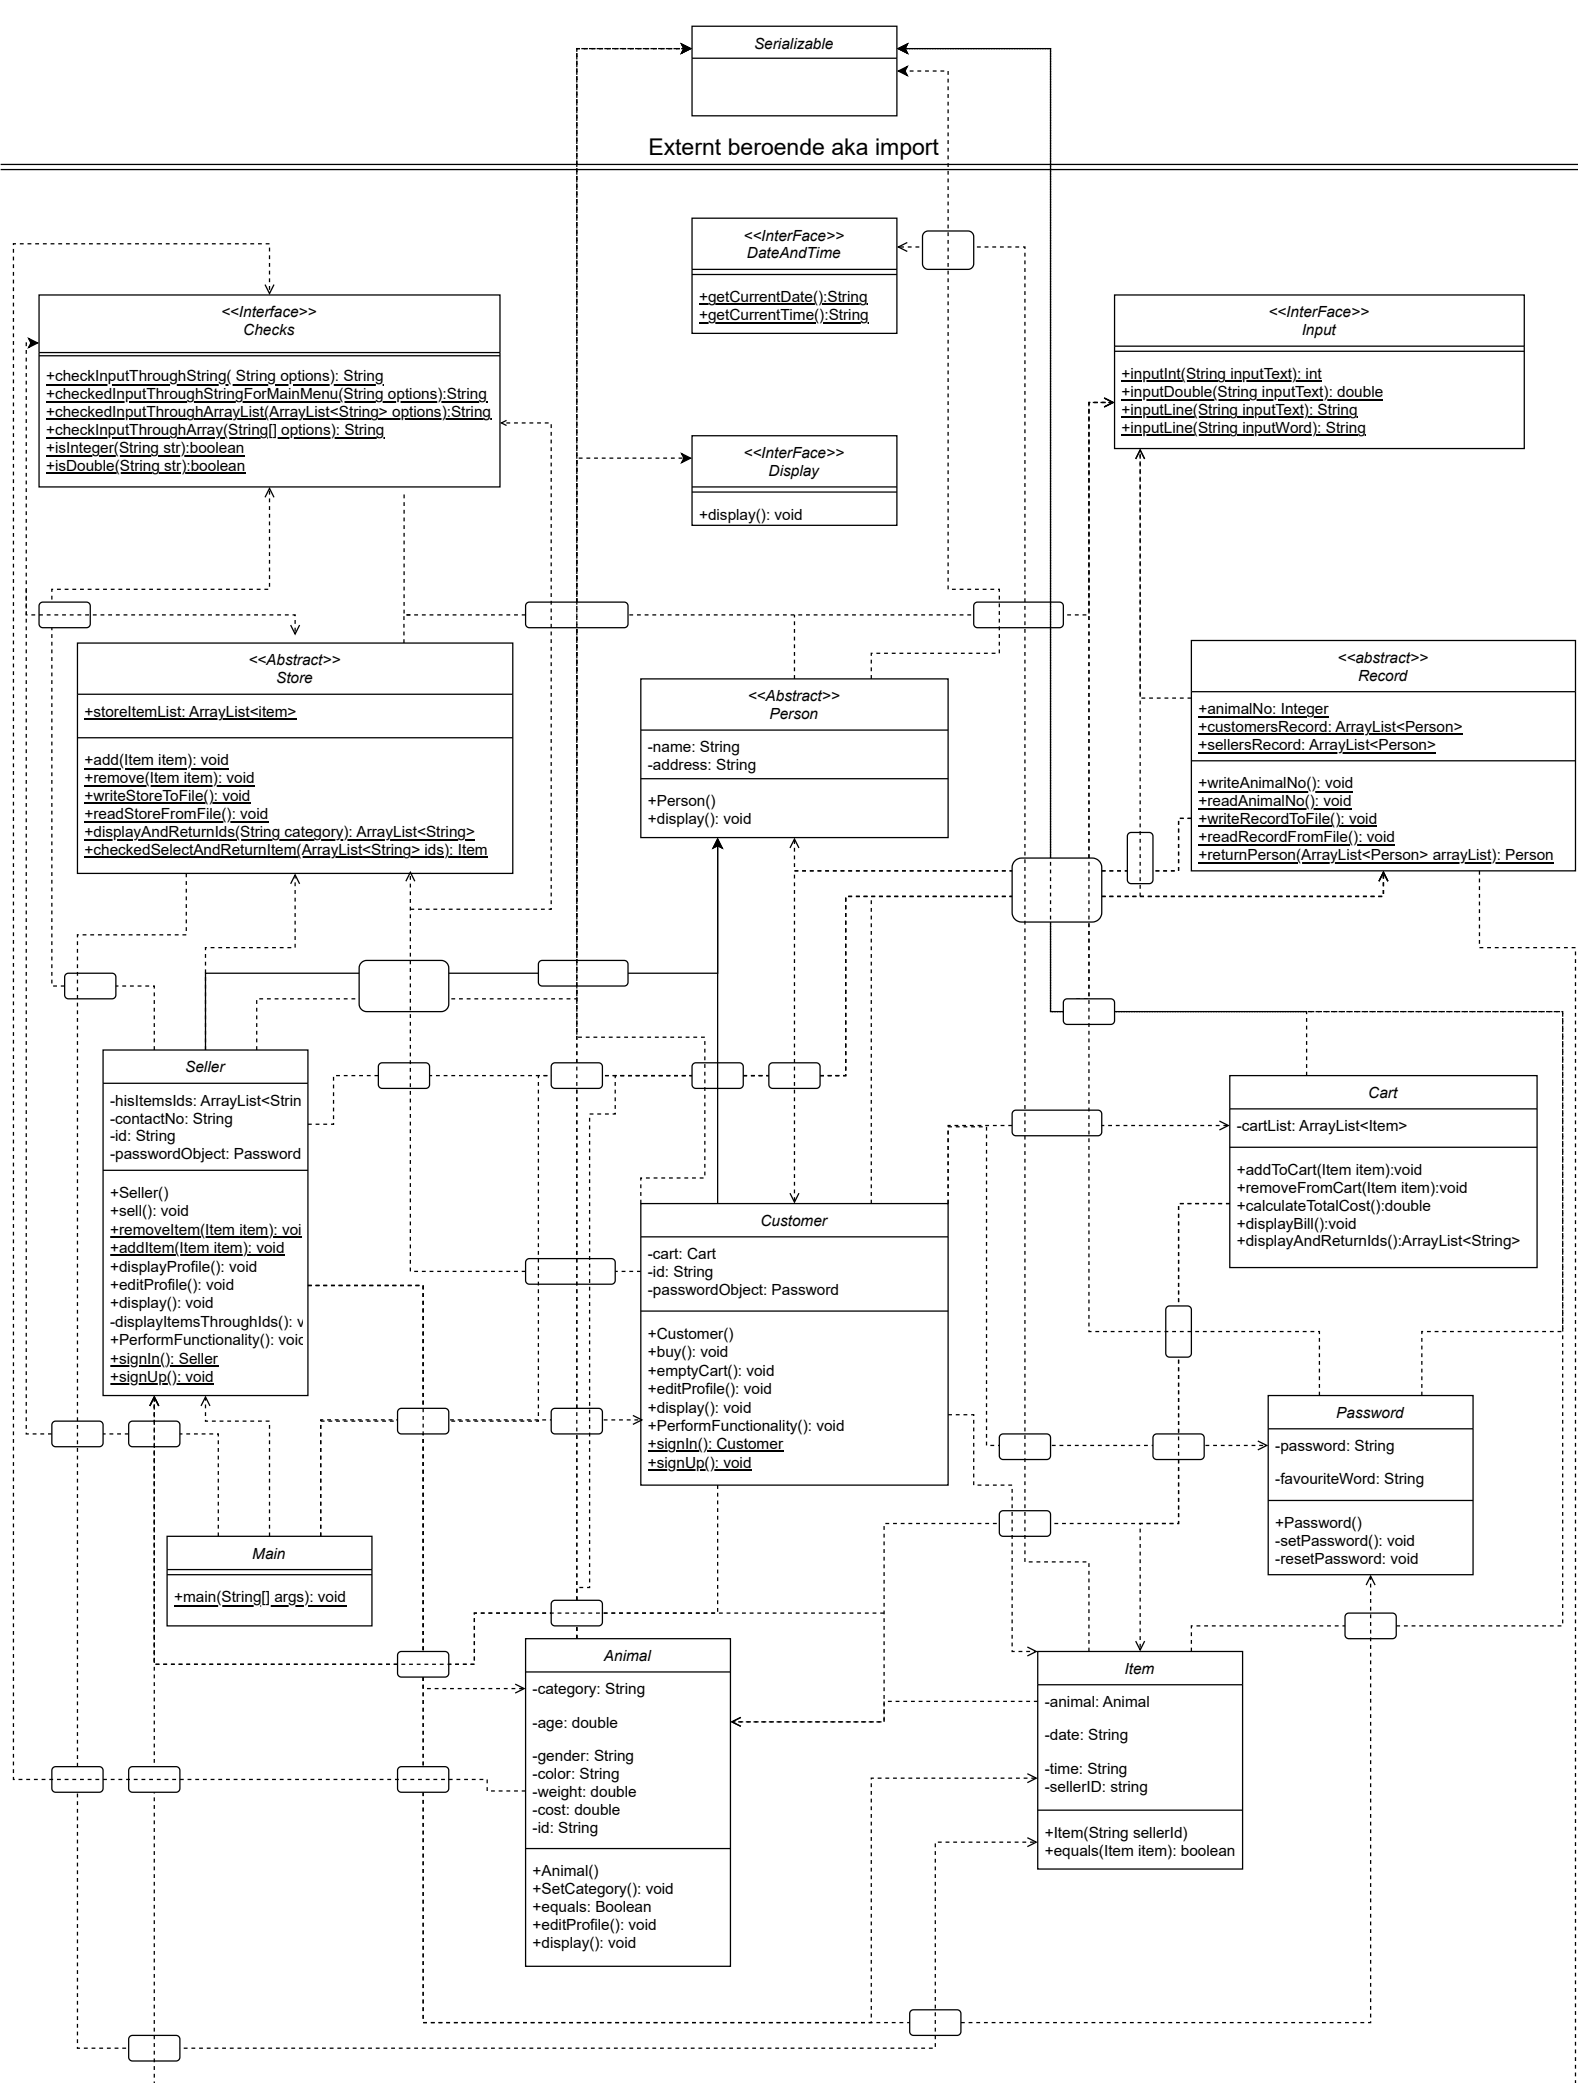 Serializable
Externt beroende aka import
<<InterFace>>
DateAndTime
+getCurrentDate():String
+getCurrentTime():String
<<Interface>>
Checks
+checkInputThroughString( String options): String
+checkedInputThroughStringForMainMenu(String options):String
+checkedInputThroughArrayList(ArrayList<String> options):String
+checkInputThroughArray(String[] options): String
+isInteger(String str):boolean
+isDouble(String str):boolean
<<InterFace>>
Input
+inputInt(String inputText): int
+inputDouble(String inputText): double
+inputLine(String inputText): String
+inputLine(String inputWord): String
<<InterFace>>
Display
+display(): void
<<Abstract>>
Store
+storeItemList: ArrayList<item>
+add(Item item): void
+remove(Item item): void
+writeStoreToFile(): void
+readStoreFromFile(): void
+displayAndReturnIds(String category): ArrayList<String>
+checkedSelectAndReturnItem(ArrayList<String> ids): Item
<<Abstract>>
Person
-name: String
-address: String
+Person()
+display(): void
<<abstract>>
Record
+animalNo: Integer
+customersRecord: ArrayList<Person>
+sellersRecord: ArrayList<Person>
+writeAnimalNo(): void
+readAnimalNo(): void
+writeRecordToFile(): void
+readRecordFromFile(): void
+returnPerson(ArrayList<Person> arrayList): Person
Seller
-hisItemsIds: ArrayList<Strin
-contactNo: String
-id: String
-passwordObject: Password
+Seller()
+sell(): void
+removeItem(Item item): voi
+addItem(Item item): void
+displayProfile(): void
+editProfile(): void
+display(): void
-displayItemsThroughIds(): v
+PerformFunctionality(): voic
+signIn(): Seller
+signUp(): void
Cart
-cartList: ArrayList<Item>
+addToCart(Item item):void
+removeFromCart(Item item):void
+calculateTotalCost():double
+displayBill():void
+displayAndReturnIds():ArrayList<String>
Customer
-cart: Cart
-id: String
-passwordObject: Password
+Customer()
+buy(): void
+emptyCart(): void
+editProfile(): void
+display(): void
+PerformFunctionality(): void
+signIn(): Customer
+signUp(): void
Password
-password: String
-favouriteWord: String
+Password()
-setPassword(): void
-resetPassword: void
Main
+main(String[] args): void
Animal
-category: String
-age: double
-gender: String
-color: String
-weight: double
-cost: double
-id: String
+Animal()
+SetCategory(): void
+equals: Boolean
+editProfile(): void
+display(): void
Item
-animal: Animal
-date: String
-time: String
-sellerID: string
+Item(String sellerId)
+equals(Item item): boolean